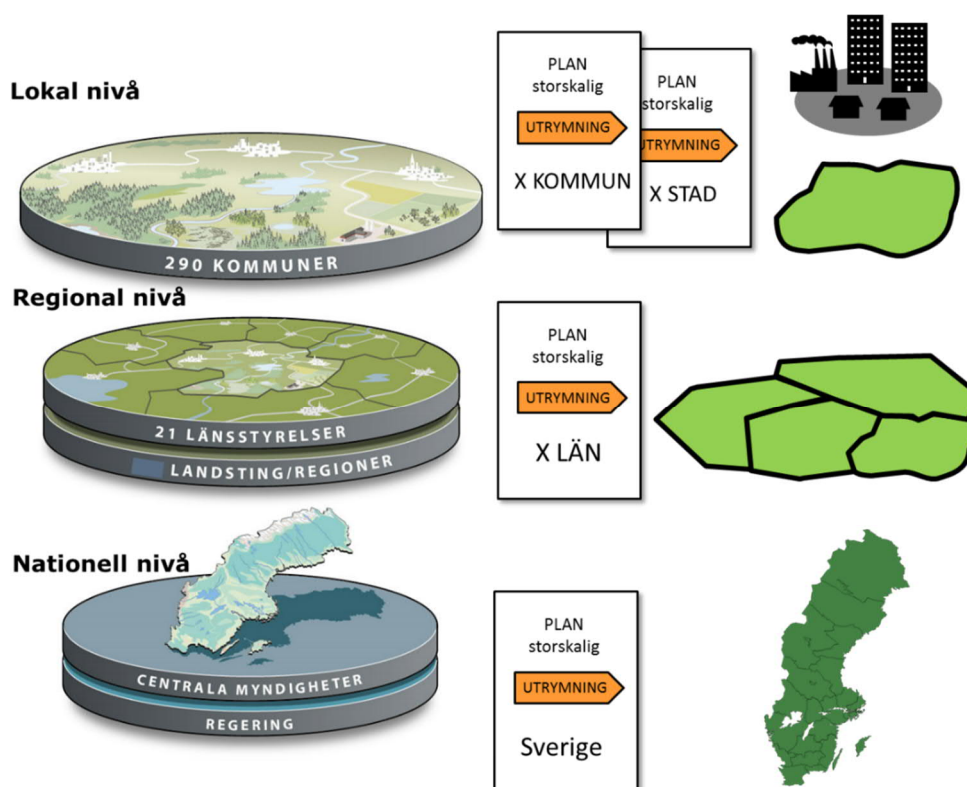 Lokal nivå
290 KOMMUNER
PLAN
storskalig
UTRYMNING
X KOMMUN
PLAN
storskalig
UTRYMNING
X STAD
Regional nivå
21 LÄNSSTYRELSER
LANDSTING/REGIONER
PLAN
storskalig
UTRYMNING
X LÄN
Nationell nivå
CENTRALA MYNDIGHETER
REGERING
PLAN
storskalig
UTRYMNING
Sverige